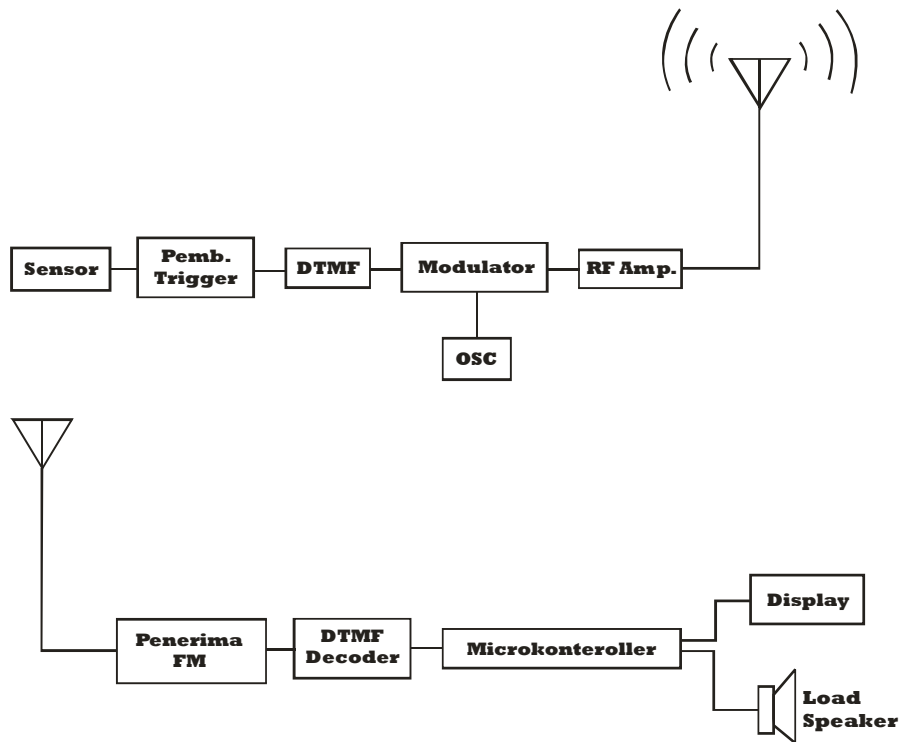 Sensor
Pemb.
Trigger
DTMF
Modulator
RF Amp.
OSC
Penerima
FM
DTMF
Decoder
Microkonteroller
Display
Load
Speaker